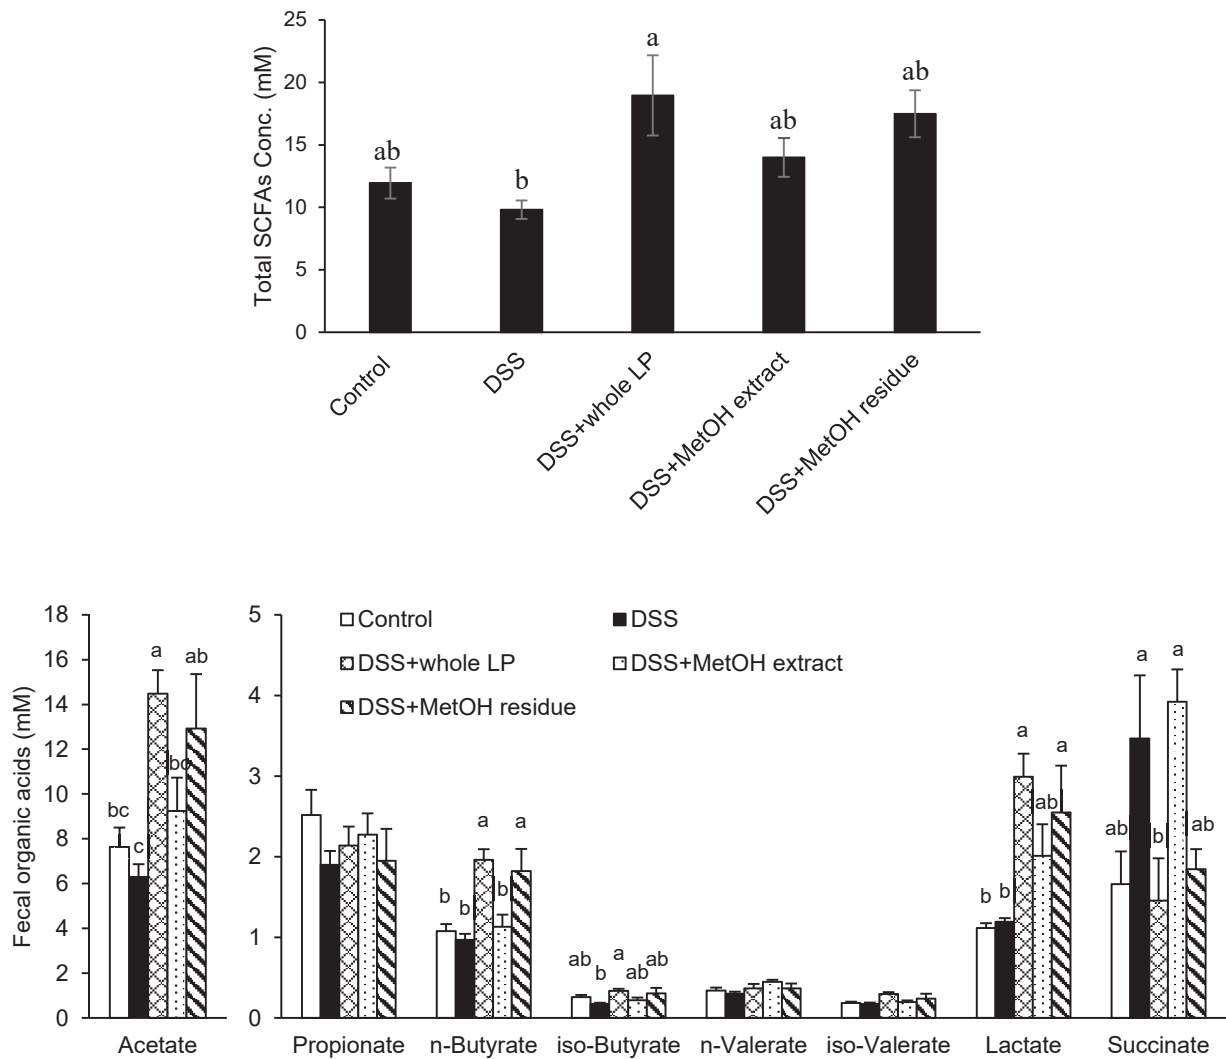 25
20
15
10
5
0
Total SCFAs Conc. (mM)
ab
b
a
ab
ab
Control
DSS
DSS+whole LP
DSS+MetOH extract
DSS+MetOH residue
Fecal organic acids (mM)
18
16
14
12
10
8
6
4
2
0
5
4
3
2
1
0
Control
DSS
DSS+whole LP
DSS+MetOH extract
DSS+MetOH residue
bc
c
a
bc
ab
b
b
a
b
a
ab
b
a
ab
ab
b
b
a
ab
a
ab
a
b
a
ab
Acetate
Propionate
n-Butyrate
iso-Butyrate
n-Valerate
iso-Valerate
Lactate
Succinate